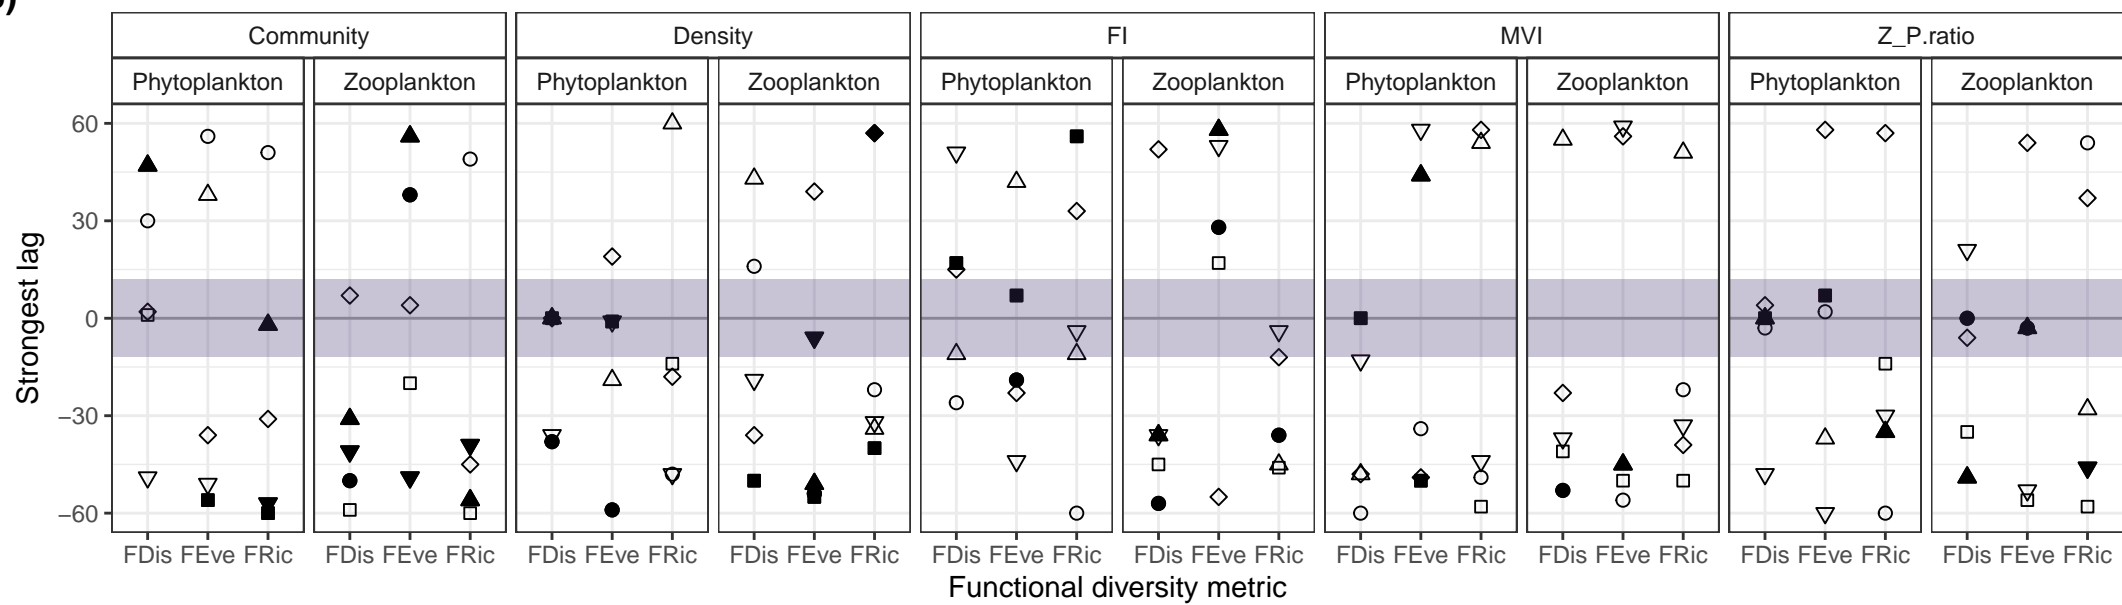 Community Density FI MVI Z_P.ratio
Phytoplankton Zooplankton Phytoplankton Zooplankton Phytoplankton Zooplankton Phytoplankton Zooplankton Phytoplankton Zooplankton
60
30
0
−30
−60
Strongest lag
FDis FEve FRic FDis FEve FRic FDis FEve FRic FDis FEve FRic FDis FEve FRic FDis FEve FRic FDis FEve FRic FDis FEve FRic FDis FEve FRic FDis FEve FRic
Functional diversity metric